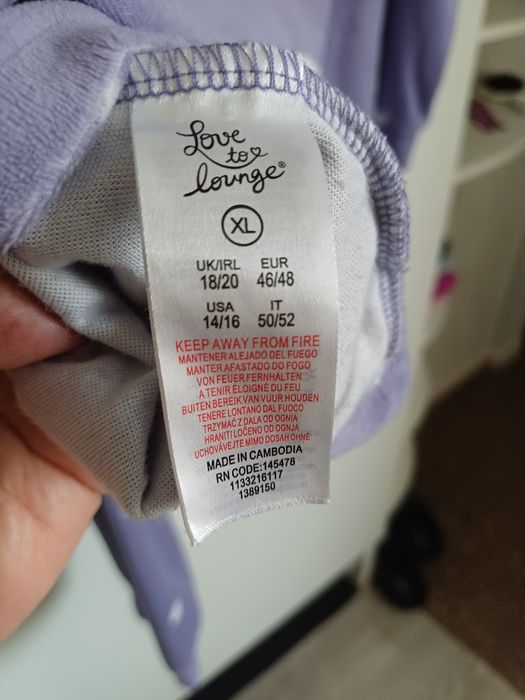 Love
to
lounge®
XL
UK/IRL EUR
18/20 46/48
USA IT
14/16 50/52
KEEP AWAY FROM FIRE
MANTENER ALEJADO DEL FUEGO
MANTER AFASTADO DO FOGO
VON FEUER FERNHALTEN
A TENIR ÉLOIGNÉ DU FEU
BUITEN BEREIK VAN VUUR HOUDEN
TENERE LONTANO DAL FUOCO
TRZYMAĆ Z DALA OD OGNIA
HRANITI LOČENO OD OGNJA
UCHOVÁVEJTE MIMO DOSAH OHNĚ
MADE IN CAMBODIA
RN CODE:145478
1133216117
1389150